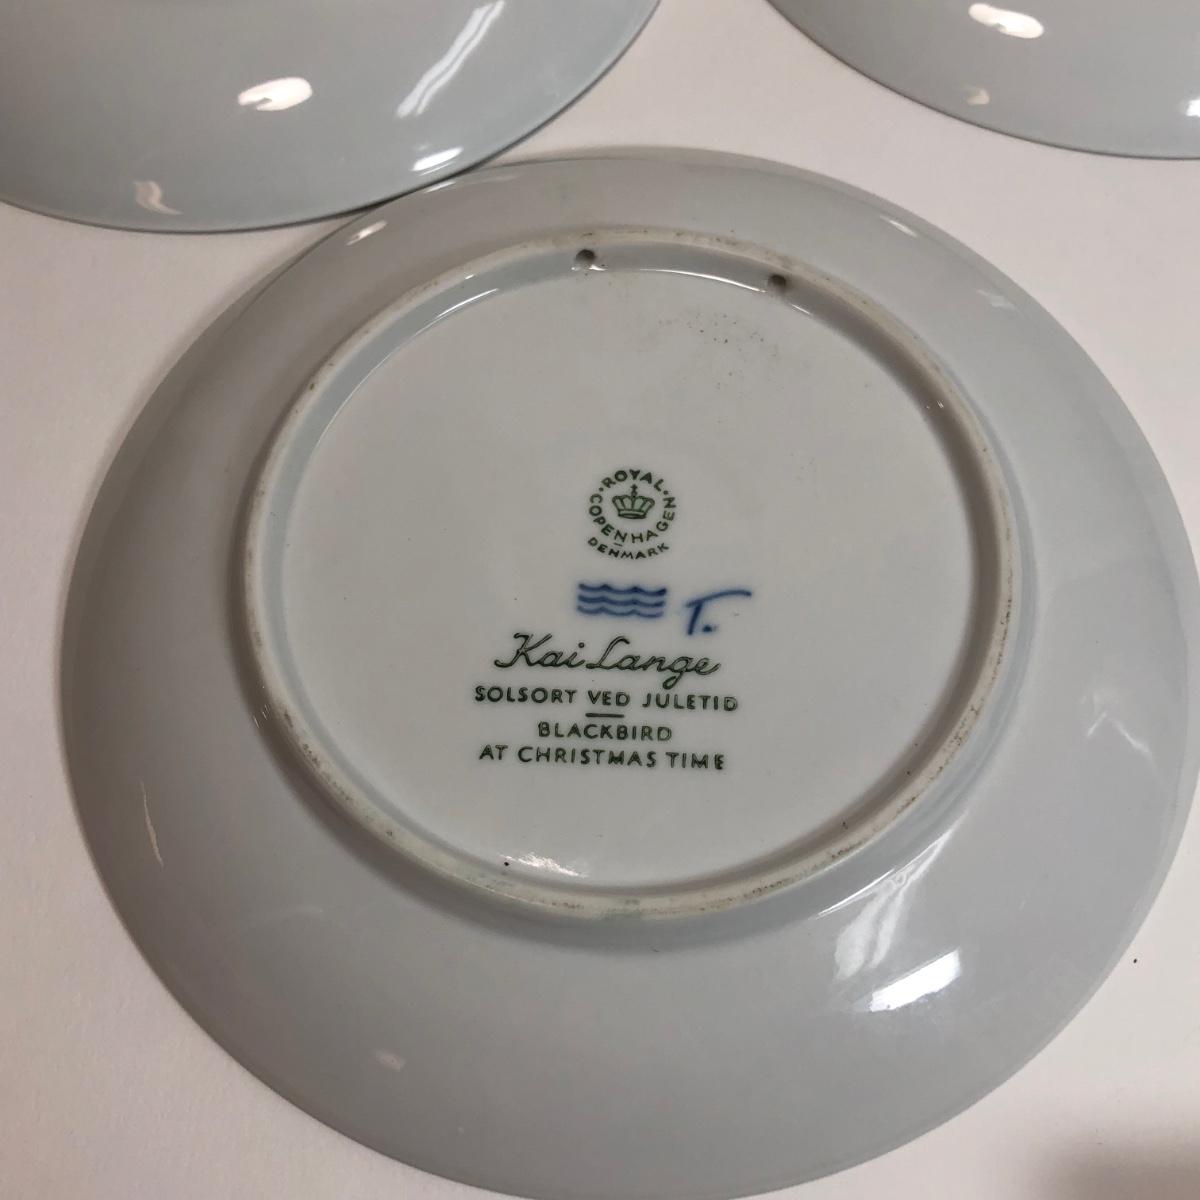 ROYAL COPENHAGEN
DENMARK
T.
Kai Lange
SOLSORT VED JULETID
BLACKBIRD
AT CHRISTMAS TIME